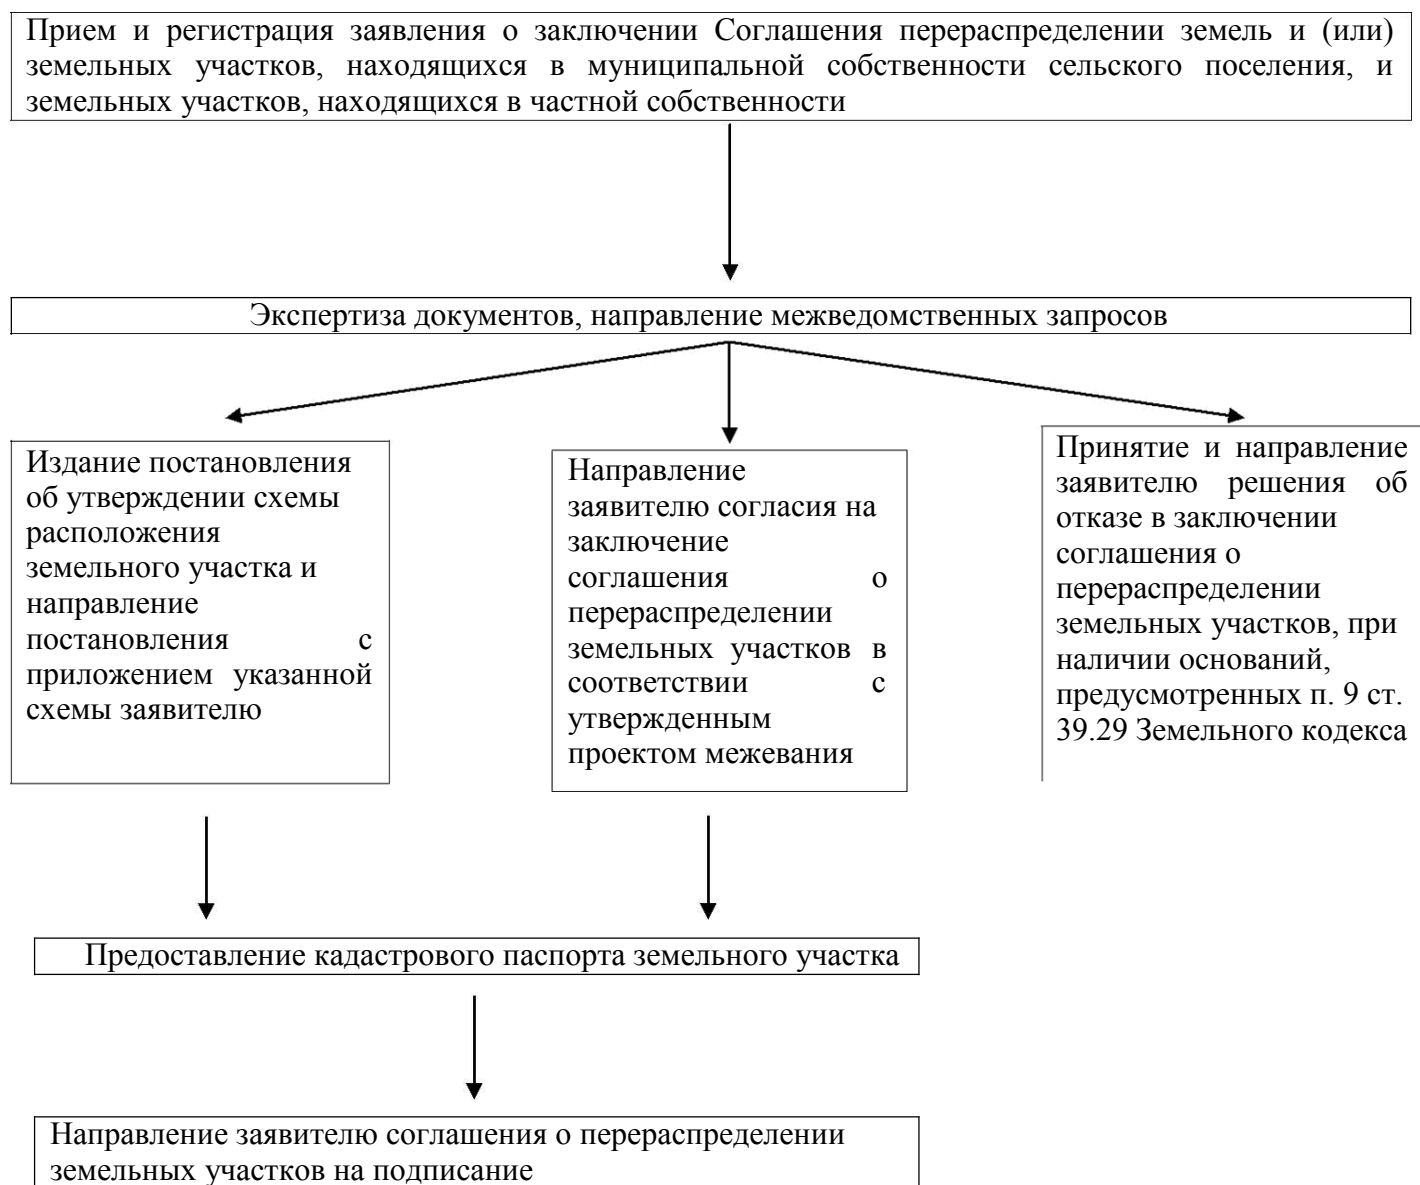 Прием и регистрация заявления о заключении Соглашения перераспределении земель и (или)
земельных участков, находящихся в муниципальной собственности сельского поселения, и
земельных участков, находящихся в частной собственности
Экспертиза документов, направление межведомственных запросов
Издание постановления
об утверждении схемы
расположения
земельного участка и
направление
постановления с
приложением указанной
схемы заявителю
Направление
заявителю согласия на
заключение
соглашения о
перераспределении
земельных участков в
соответствии с
утвержденным
проектом межевания
Принятие и направление
заявителю решения об
отказе в заключении
соглашения о
перераспределении
земельных участков, при
наличии оснований,
предусмотренных п. 9 ст.
39.29 Земельного кодекса
Предоставление кадастрового паспорта земельного участка
Направление заявителю соглашения о перераспределении
земельных участков на подписание